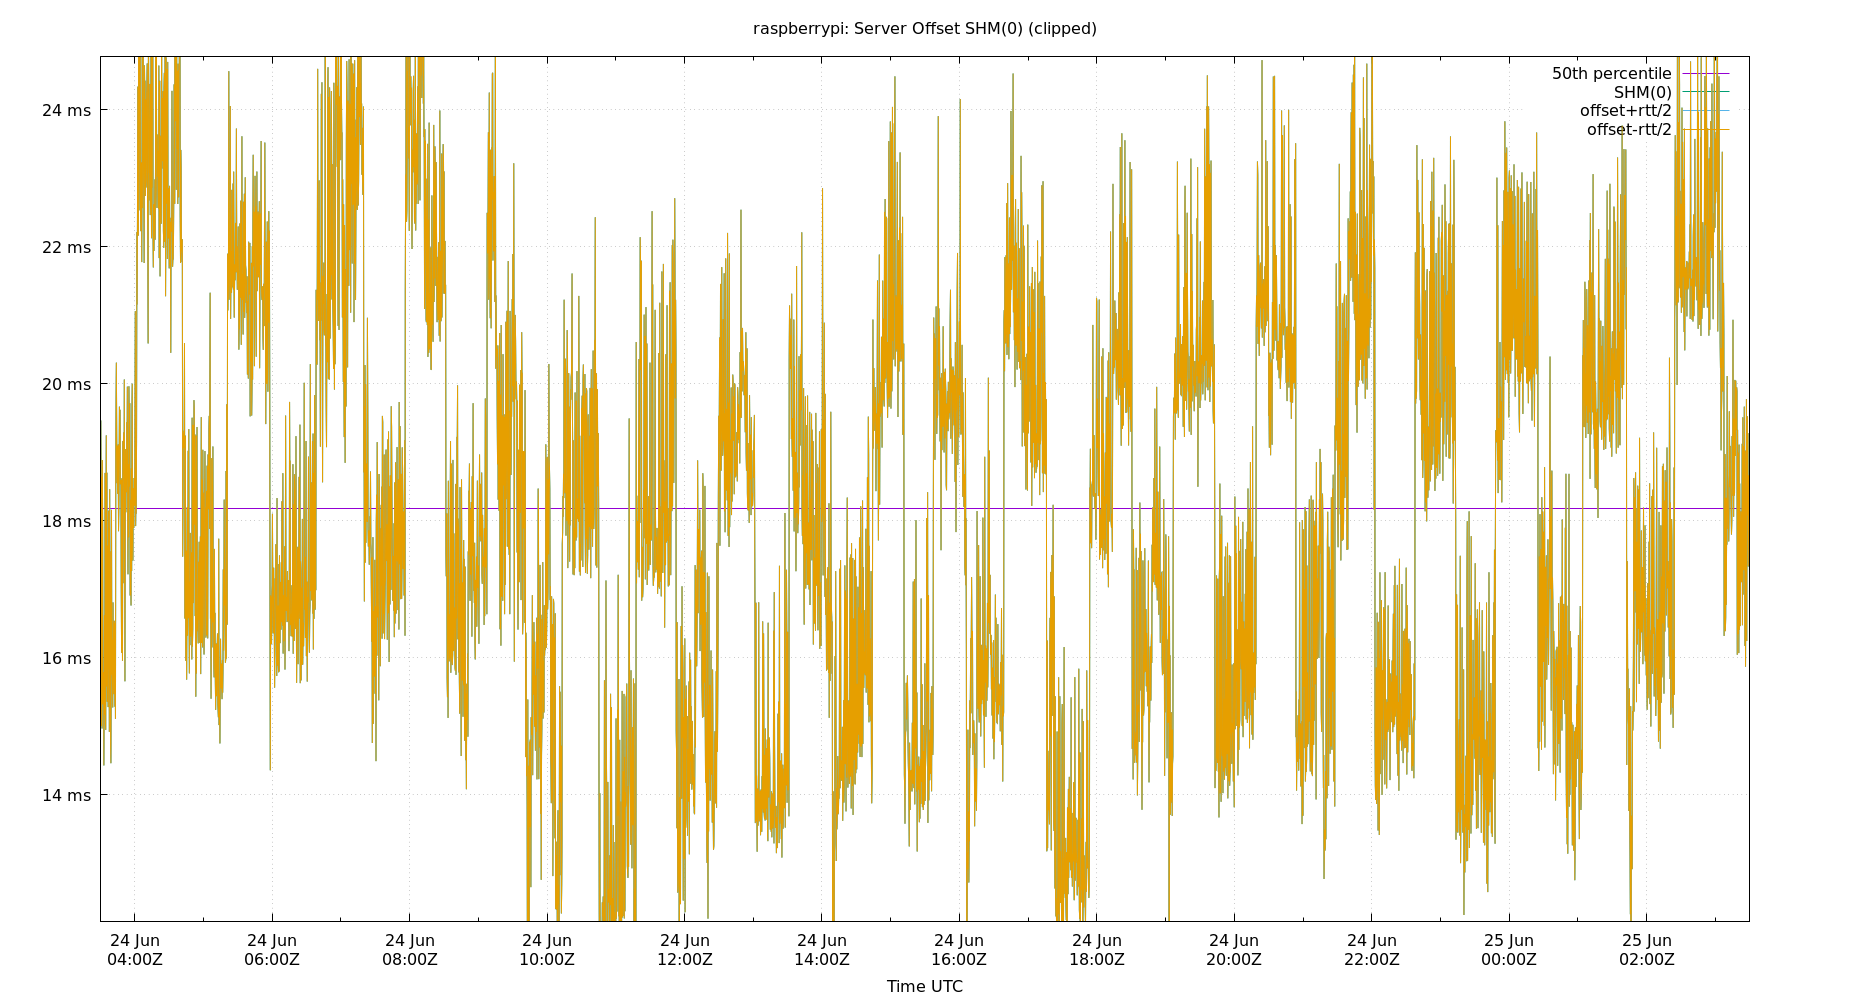 raspberrypi: Server Offset SHM(0) (clipped)
50th percentile
SHM(0)
offset+rtt/2
offset-rtt/2
24 ms
22 ms
20 ms
18 ms
16 ms
14 ms
24 Jun 24 Jun 24 Jun 24 Jun 24 Jun 24 Jun 24 Jun 24 Jun 24 Jun 24 Jun 25 Jun 25 Jun
04:00Z 06:00Z 08:00Z 10:00Z 12:00Z 14:00Z 16:00Z 18:00Z 20:00Z 22:00Z 00:00Z 02:00Z
Time UTC